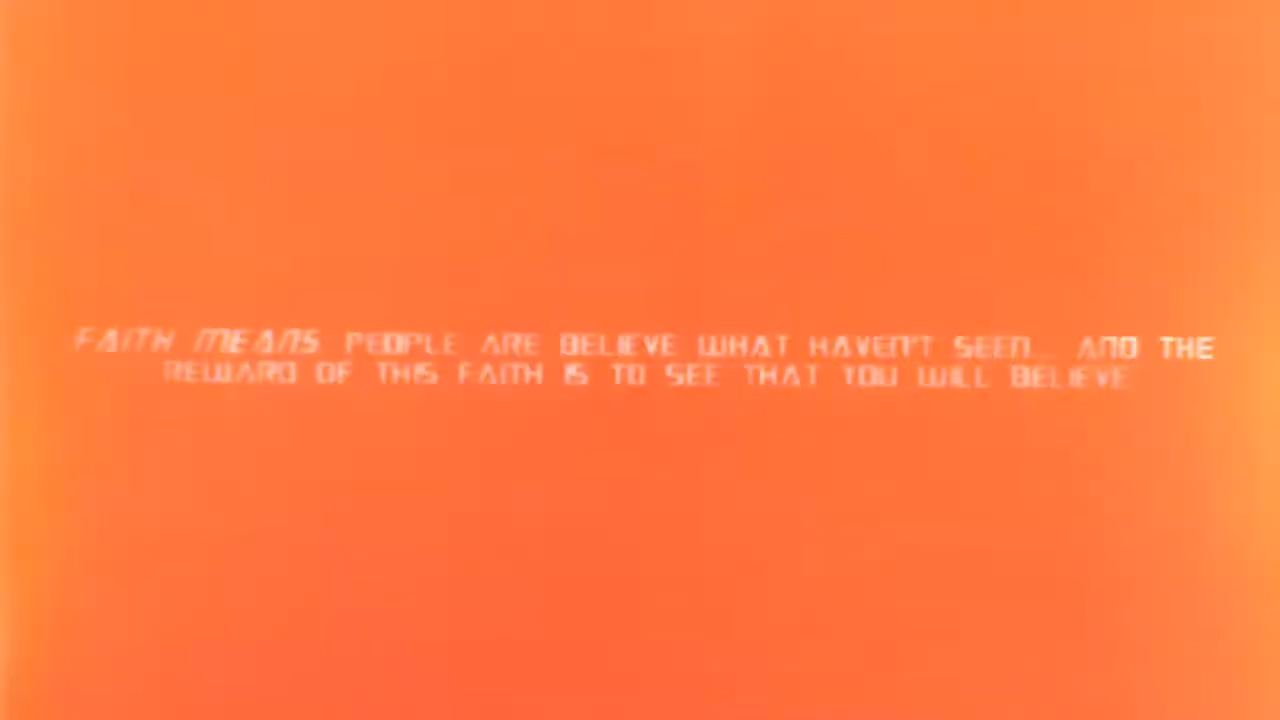 FAITH MEANS PEOPLE ARE BELIEVE WHAT HAVEN'T SEEN... AND THE
REWARD OF THIS FAITH IS TO SEE THAT YOU WILL BELIEVE